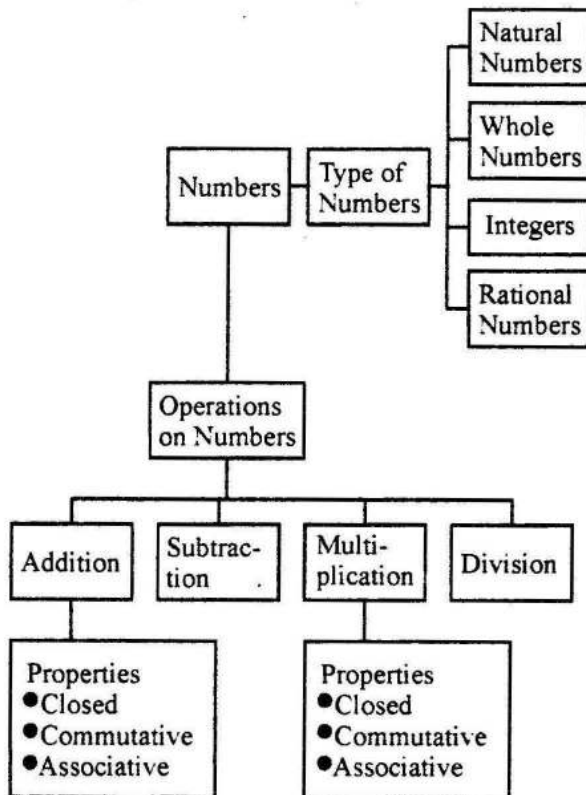 Natural
Numbers
Whole
Numbers
Numbers
Type of
Numbers
Integers
Rational
Numbers
Operations
on Numbers
Addition
Subtrac-
tion
Multi-
plication
Division
Properties
●Closed
●Commutative
●Associative
Properties
●Closed
●Commutative
●Associative